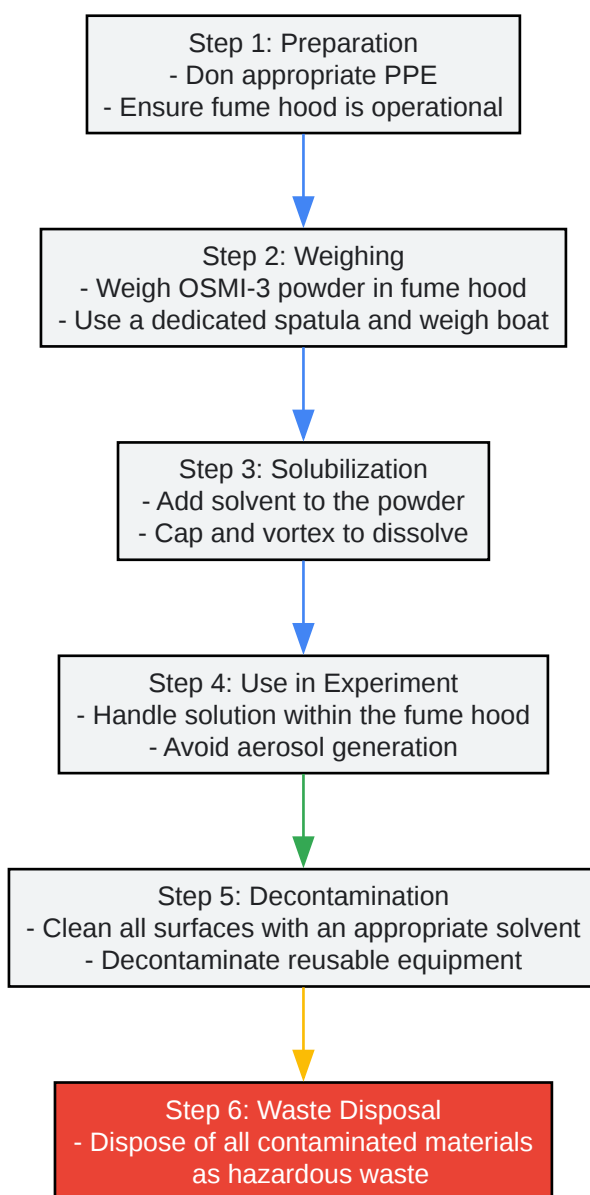 Step 1: Preparation
- Don appropriate PPE
- Ensure fume hood is operational
Step 2: Weighing
- Weigh OSMI-3 powder in fume hood
- Use a dedicated spatula and weigh boat
Step 3: Solubilization
- Add solvent to the powder
- Cap and vortex to dissolve
Step 4: Use in Experiment
- Handle solution within the fume hood
- Avoid aerosol generation
Step 5: Decontamination
- Clean all surfaces with an appropriate solvent
- Decontaminate reusable equipment
Step 6: Waste Disposal
- Dispose of all contaminated materials
as hazardous waste